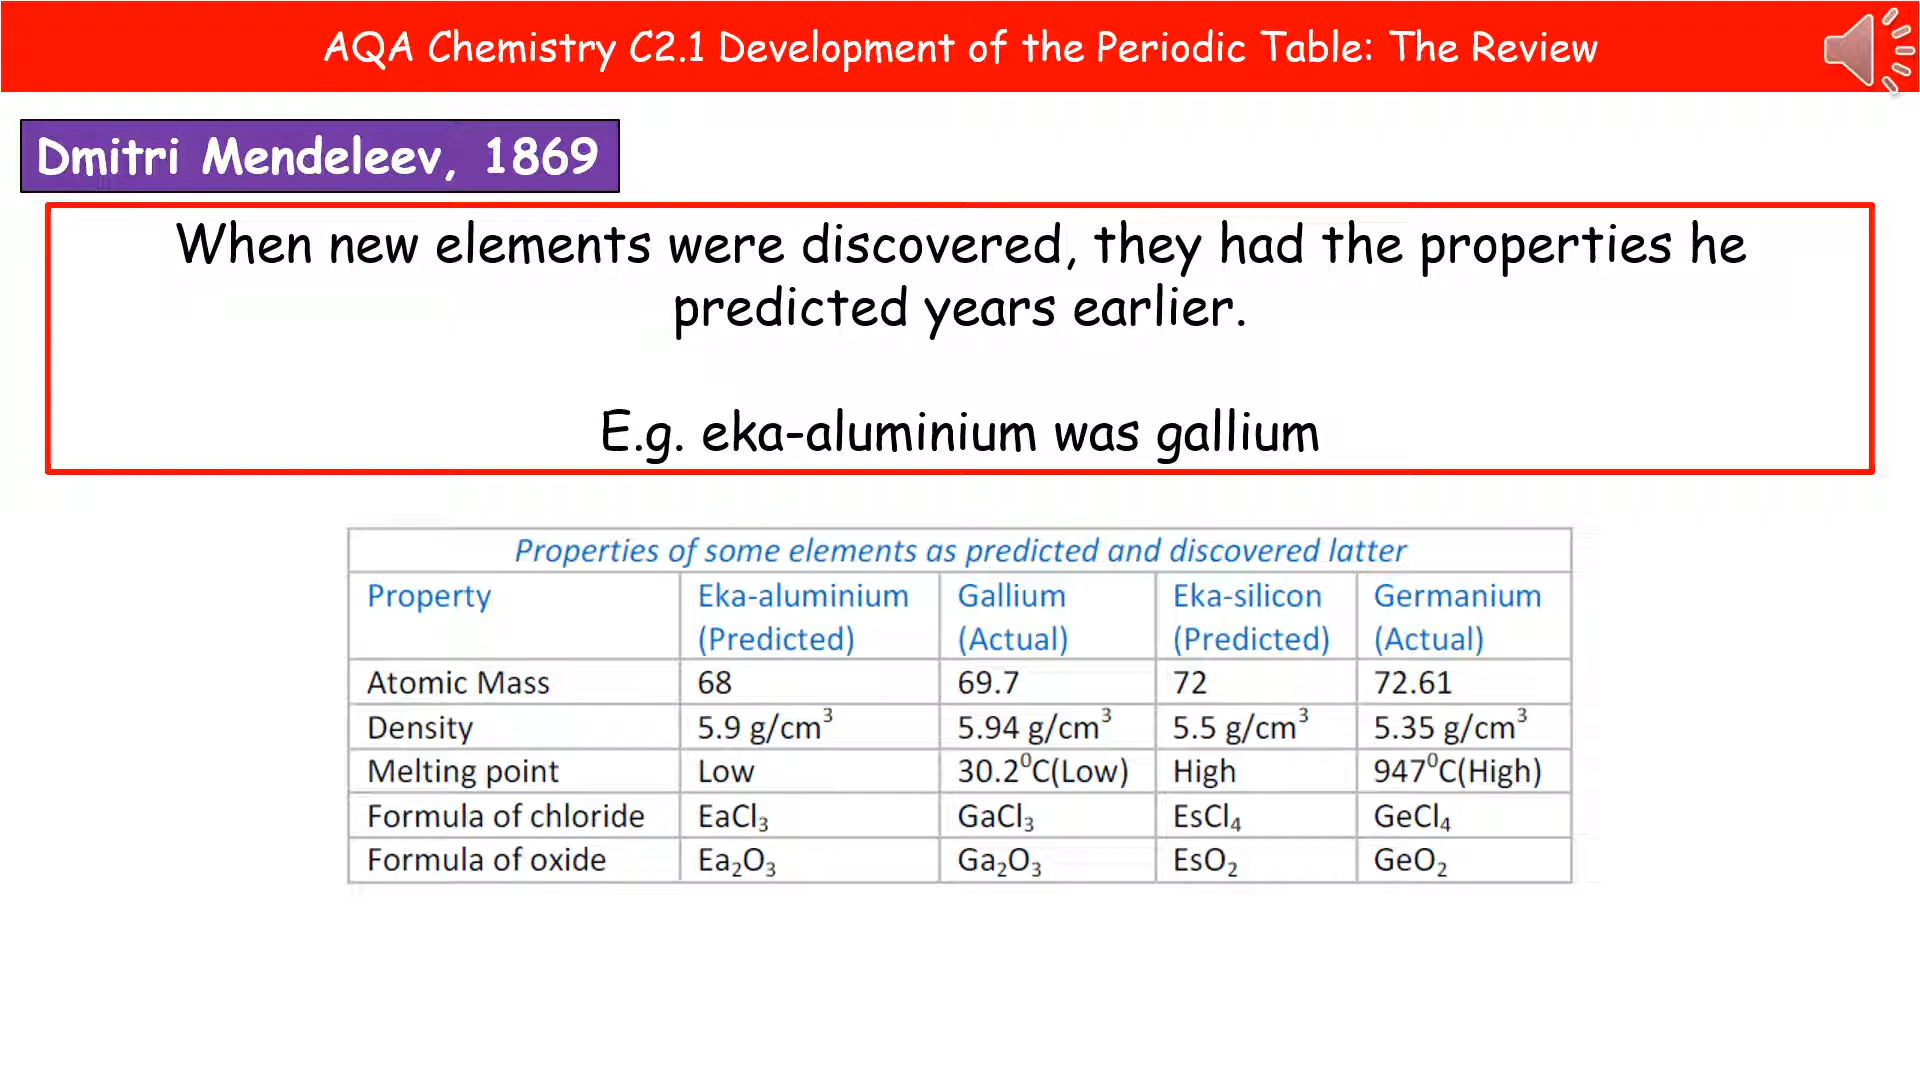 AQA Chemistry C2.1 Development of the Periodic Table: The Review
Dmitri Mendeleev, 1869
When new elements were discovered, they had the properties he
predicted years earlier.
E.g. eka-aluminium was gallium
Properties of some elements as predicted and discovered latter
Property Eka-aluminium (Predicted) Gallium (Actual) Eka-silicon (Predicted) Germanium (Actual)
Atomic Mass 68 69.7 72 72.61
Density 5.9 g/cm³ 5.94 g/cm³ 5.5 g/cm³ 5.35 g/cm³
Melting point Low 30.2⁰C(Low) High 947⁰C(High)
Formula of chloride EaCl₃ GaCl₃ EsCl₄ GeCl₄
Formula of oxide Ea₂O₃ Ga₂O₃ EsO₂ GeO₂